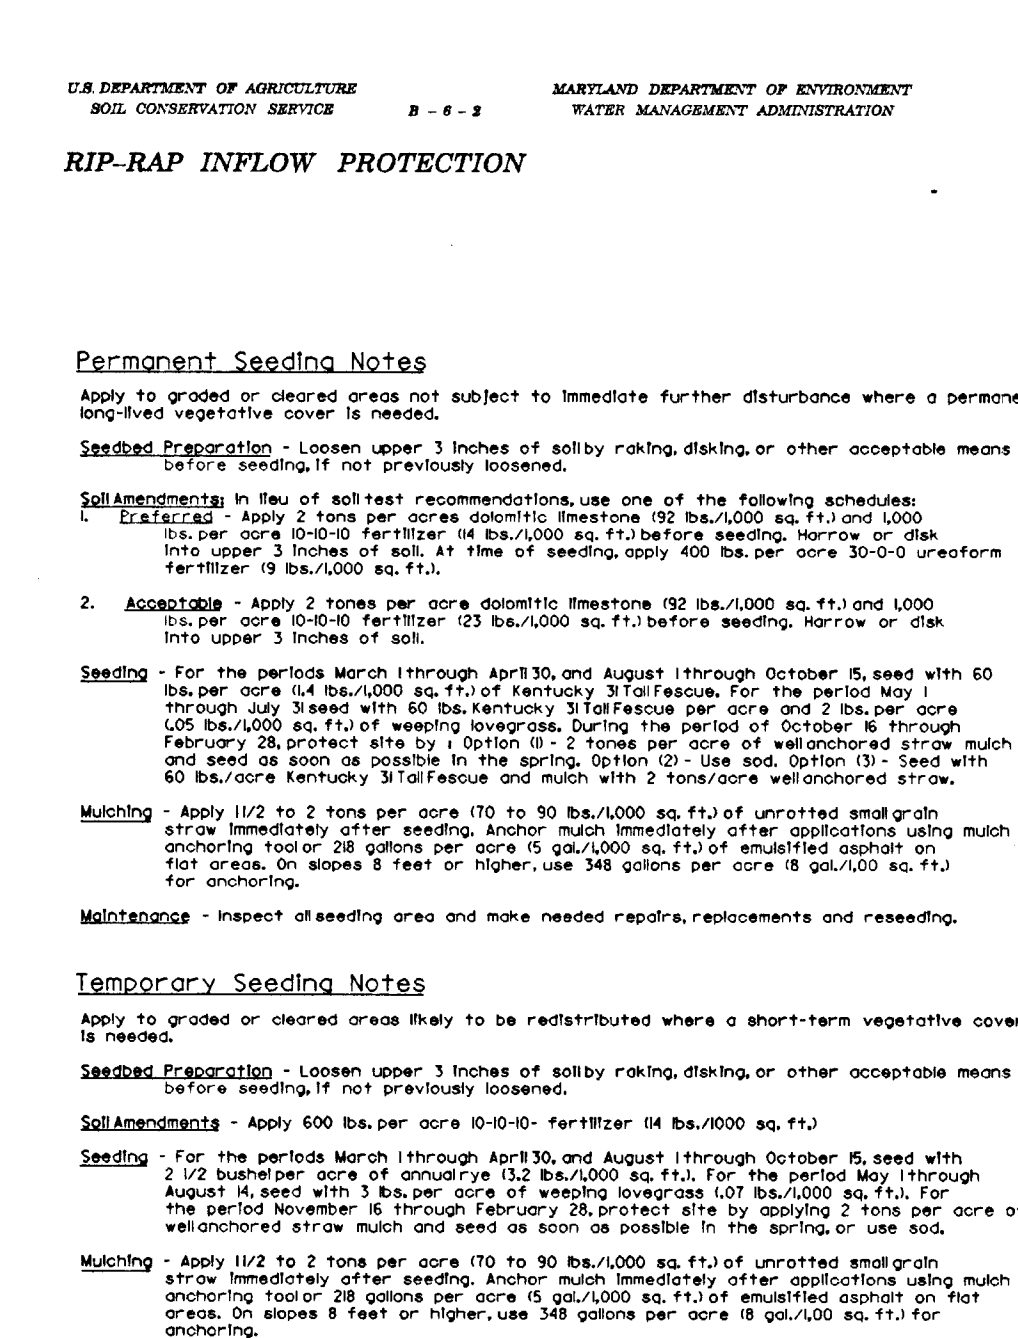 U.S. DEPARTMENT OF AGRICULTURE
SOIL CONSERVATION SERVICE
B - 6 - 2
MARYLAND DEPARTMENT OF ENVIRONMENT
WATER MANAGEMENT ADMINISTRATION
RIP-RAP INFLOW PROTECTION
Permanent Seeding Notes
Apply to graded or cleared areas not subject to immediate further disturbance where a permane
long-lived vegetative cover is needed.
Seedbed Preparation - Loosen upper 3 inches of soil by raking, disking, or other acceptable means
before seeding, if not previously loosened.
Soil Amendments: In lieu of soil test recommendations, use one of the following schedules:
1. Preferred - Apply 2 tons per acres dolomitic limestone (92 lbs./1,000 sq. ft.) and 1,000
lbs. per acre 10-10-10 fertilizer (14 lbs./1,000 sq. ft.) before seeding. Harrow or disk
into upper 3 inches of soil. At time of seeding, apply 400 lbs. per acre 30-0-0 ureaform
fertilizer (9 lbs./1,000 sq. ft.).
2. Acceptable - Apply 2 tones per acre dolomitic limestone (92 lbs./1,000 sq. ft.) and 1,000
lbs. per acre 10-10-10 fertilizer (23 lbs./1,000 sq. ft.) before seeding. Harrow or disk
into upper 3 inches of soil.
Seeding - For the periods March 1 through April 30, and August 1 through October 15, seed with 60
lbs. per acre (1.4 lbs./1,000 sq. ft.) of Kentucky 31 Tall Fescue. For the period May 1
through July 31 seed with 60 lbs. Kentucky 31 Tall Fescue per acre and 2 lbs. per acre
(.05 lbs./1,000 sq. ft.) of weeping lovegrass. During the period of October 16 through
February 28, protect site by : Option (1) - 2 tones per acre of well anchored straw mulch
and seed as soon as possible in the spring. Option (2) - Use sod. Option (3) - Seed with
60 lbs./acre Kentucky 31 Tall Fescue and mulch with 2 tons/acre well anchored straw.
Mulching - Apply 1 1/2 to 2 tons per acre (70 to 90 lbs./1,000 sq. ft.) of unrotted small grain
straw immediately after seeding. Anchor mulch immediately after applications using mulch
anchoring tool or 218 gallons per acre (5 gal./1,000 sq. ft.) of emulsified asphalt on
flat areas. On slopes 8 feet or higher, use 348 gallons per acre (8 gal./1,00 sq. ft.)
for anchoring.
Maintenance - Inspect all seeding area and make needed repairs, replacements and reseeding.
Temporary Seeding Notes
Apply to graded or cleared areas likely to be redistributed where a short-term vegetative cover
is needed.
Seedbed Preparation - Loosen upper 3 inches of soil by raking, disking, or other acceptable means
before seeding, if not previously loosened.
Soil Amendments - Apply 600 lbs. per acre 10-10-10- fertilizer (14 lbs./1000 sq. ft.)
Seeding - For the periods March 1 through April 30, and August 1 through October 15, seed with
2 1/2 bushel per acre of annual rye (3.2 lbs./1,000 sq. ft.). For the period May 1 through
August 14, seed with 3 lbs. per acre of weeping lovegrass (.07 lbs./1,000 sq. ft.). For
the period November 16 through February 28, protect site by applying 2 tons per acre o
well anchored straw mulch and seed as soon as possible in the spring, or use sod.
Mulching - Apply 1 1/2 to 2 tons per acre (70 to 90 lbs./1,000 sq. ft.) of unrotted small grain
straw immediately after seeding. Anchor mulch immediately after applications using mulch
anchoring tool or 218 gallons per acre (5 gal./1,000 sq. ft.) of emulsified asphalt on flat
areas. On slopes 8 feet or higher, use 348 gallons per acre (8 gal./1,00 sq. ft.) for
anchoring.